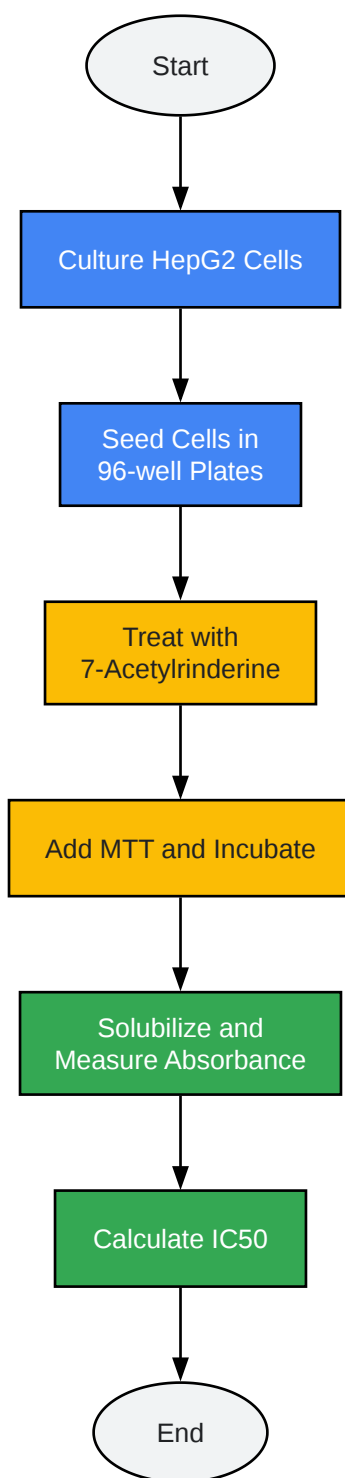 Start
Culture HepG2 Cells
Seed Cells in
96-well Plates
Treat with
7-Acetylrinderine
Add MTT and Incubate
Solubilize and
Measure Absorbance
Calculate IC50
End